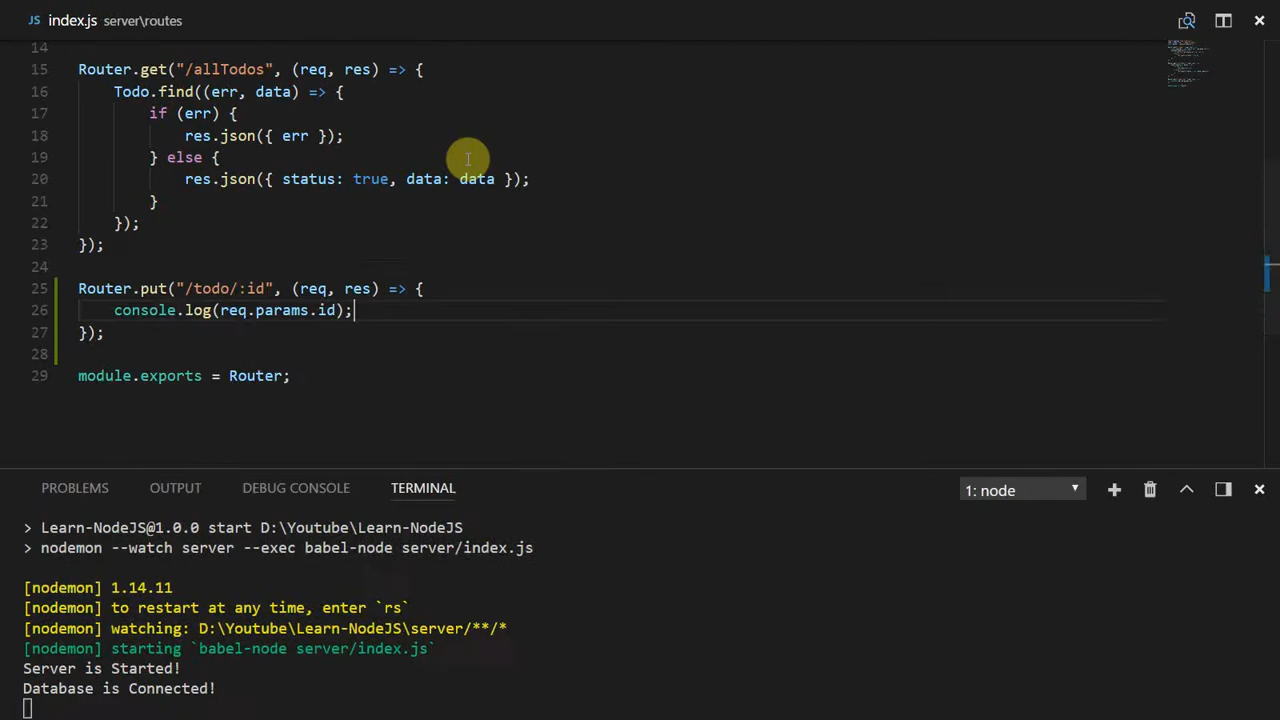 JS index.js server\routes
14
15 Router.get("/allTodos", (req, res) => {
16 Todo.find((err, data) => {
17 if (err) {
18 res.json({ err });
19 } else {
20 res.json({ status: true, data: data });
21 }
22 });
23 });
24
25 Router.put("/todo/:id", (req, res) => {
26 console.log(req.params.id);
27 });
28
29 module.exports = Router;
PROBLEMS OUTPUT DEBUG CONSOLE TERMINAL 1: node
> Learn-NodeJS@1.0.0 start D:\Youtube\Learn-NodeJS
> nodemon --watch server --exec babel-node server/index.js
[nodemon] 1.14.11
[nodemon] to restart at any time, enter `rs`
[nodemon] watching: D:\Youtube\Learn-NodeJS\server/**/*
[nodemon] starting `babel-node server/index.js`
Server is Started!
Database is Connected!